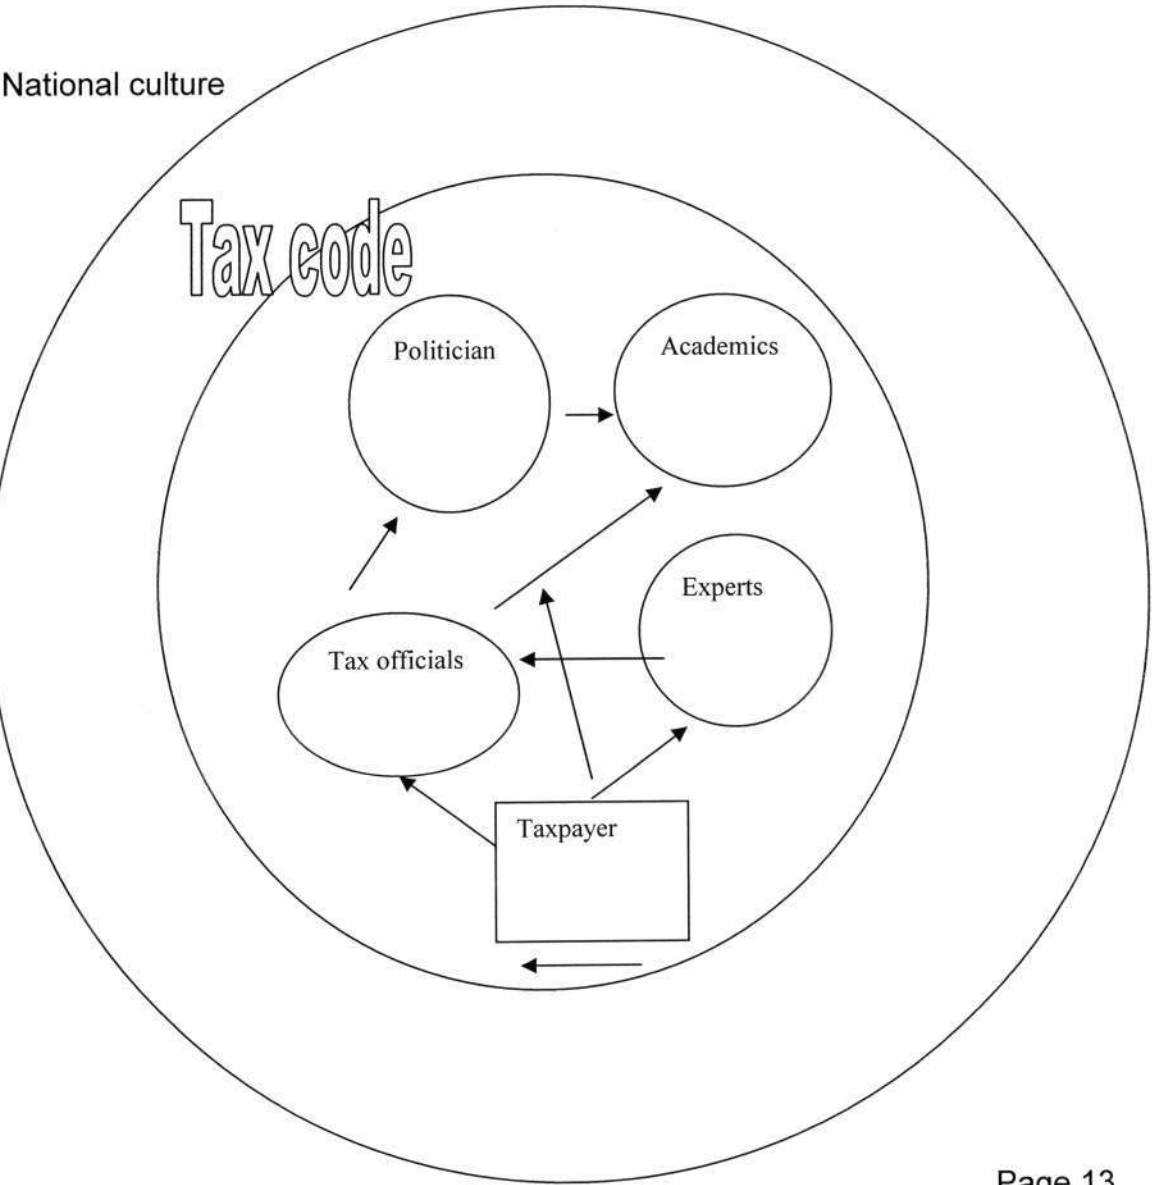 National culture
Tax code
Politician
Academics
Experts
Tax officials
Taxpayer
Page 13